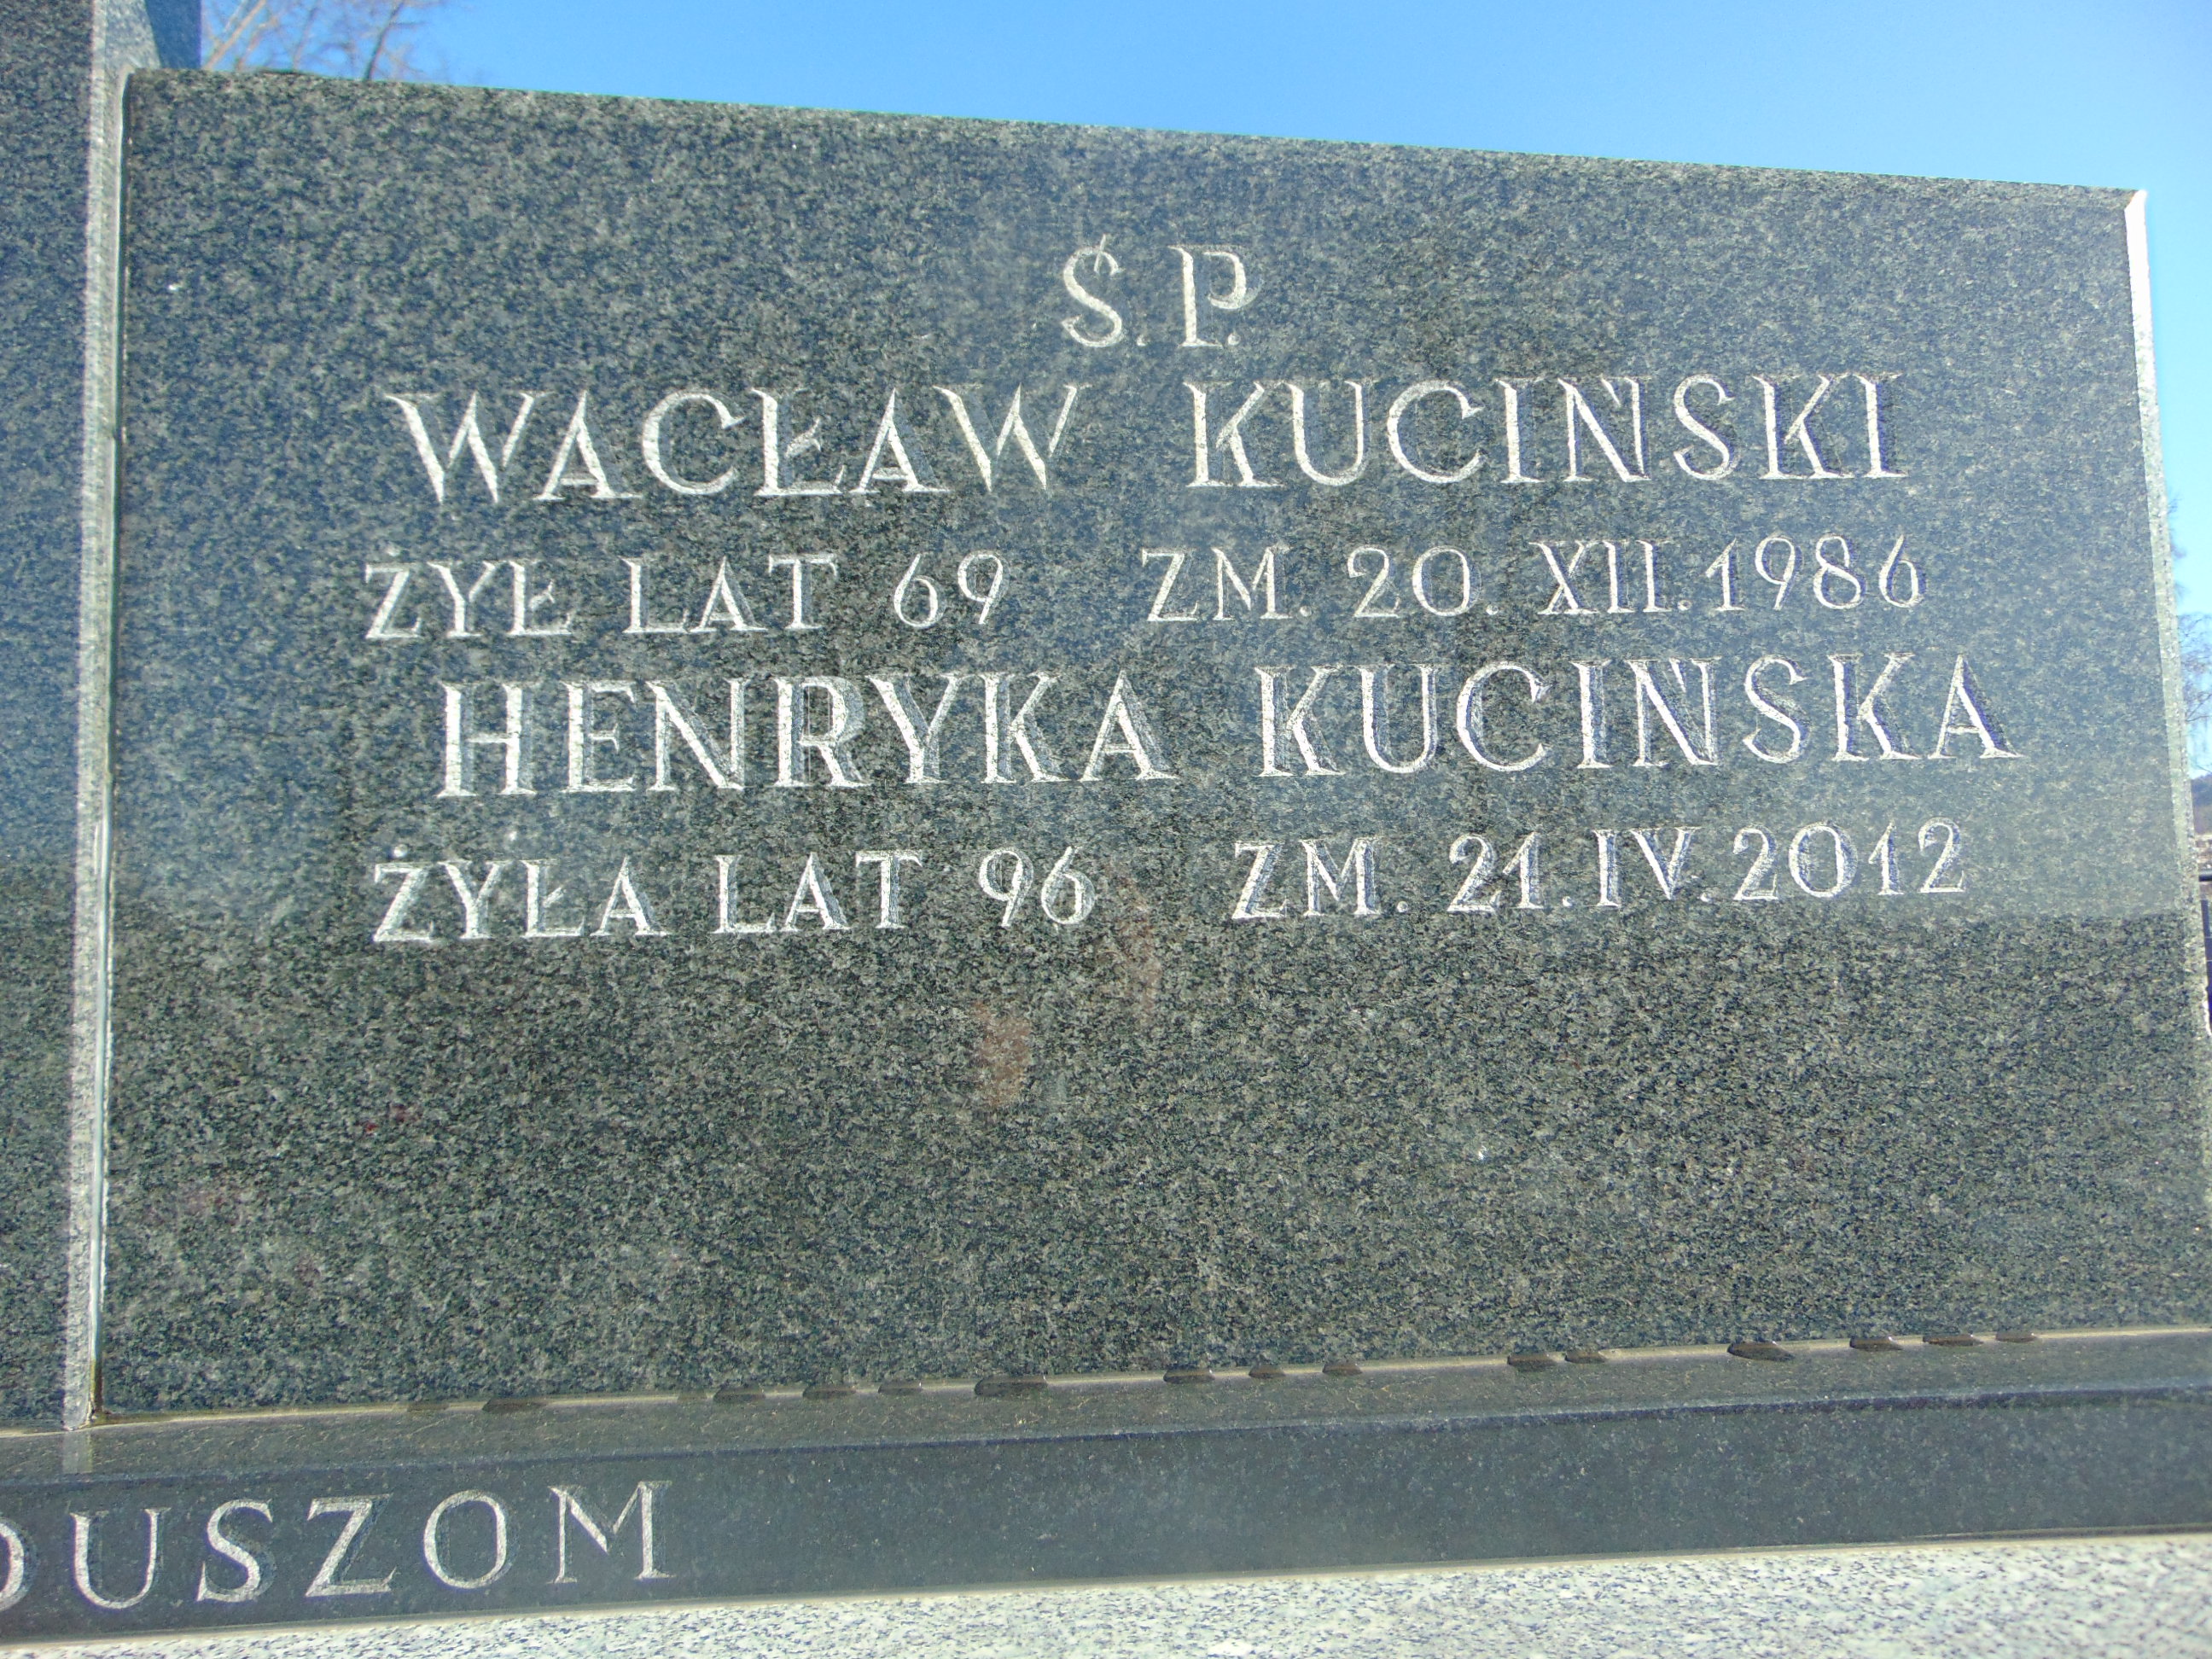 Ś.P.
WACŁAW KUCIŃSKI
ŻYŁ LAT 69 ZM. 20. XII. 1986
HENRYKA KUCIŃSKA
ŻYŁA LAT 96 ZM. 21. IV. 2012
DUSZOM